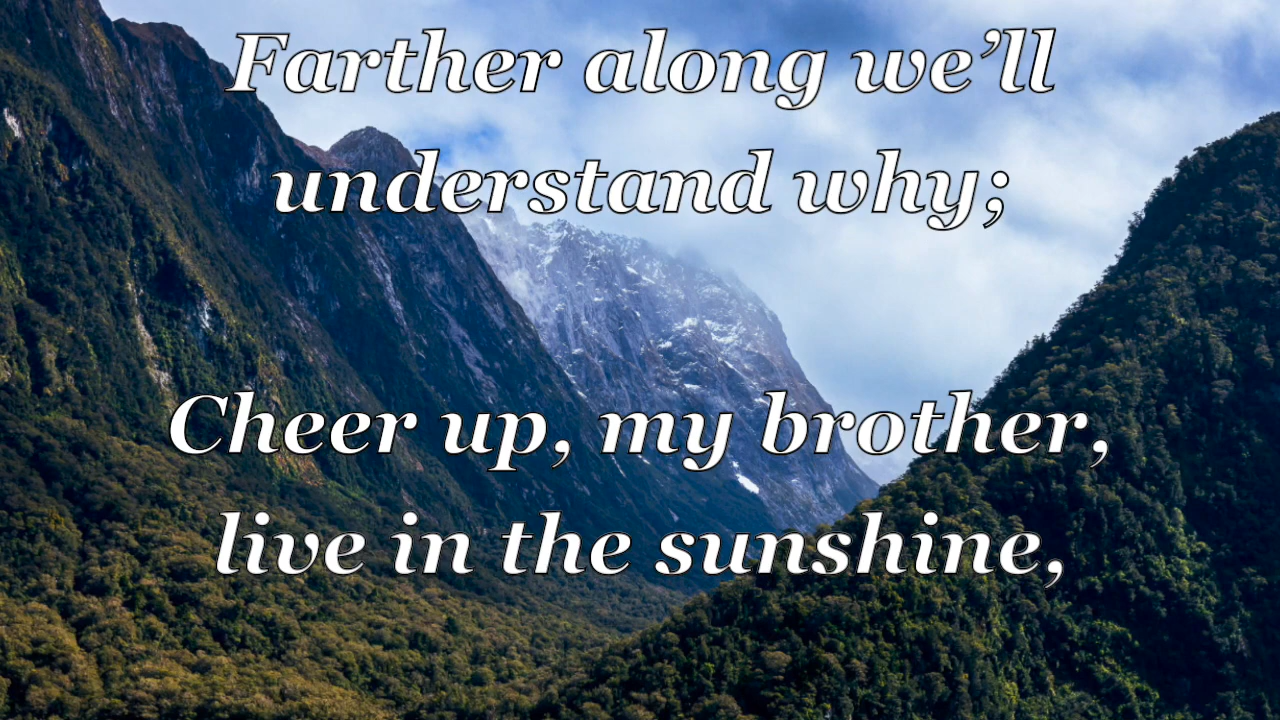 Farther along we’ll
understand why;
Cheer up, my brother,
live in the sunshine,